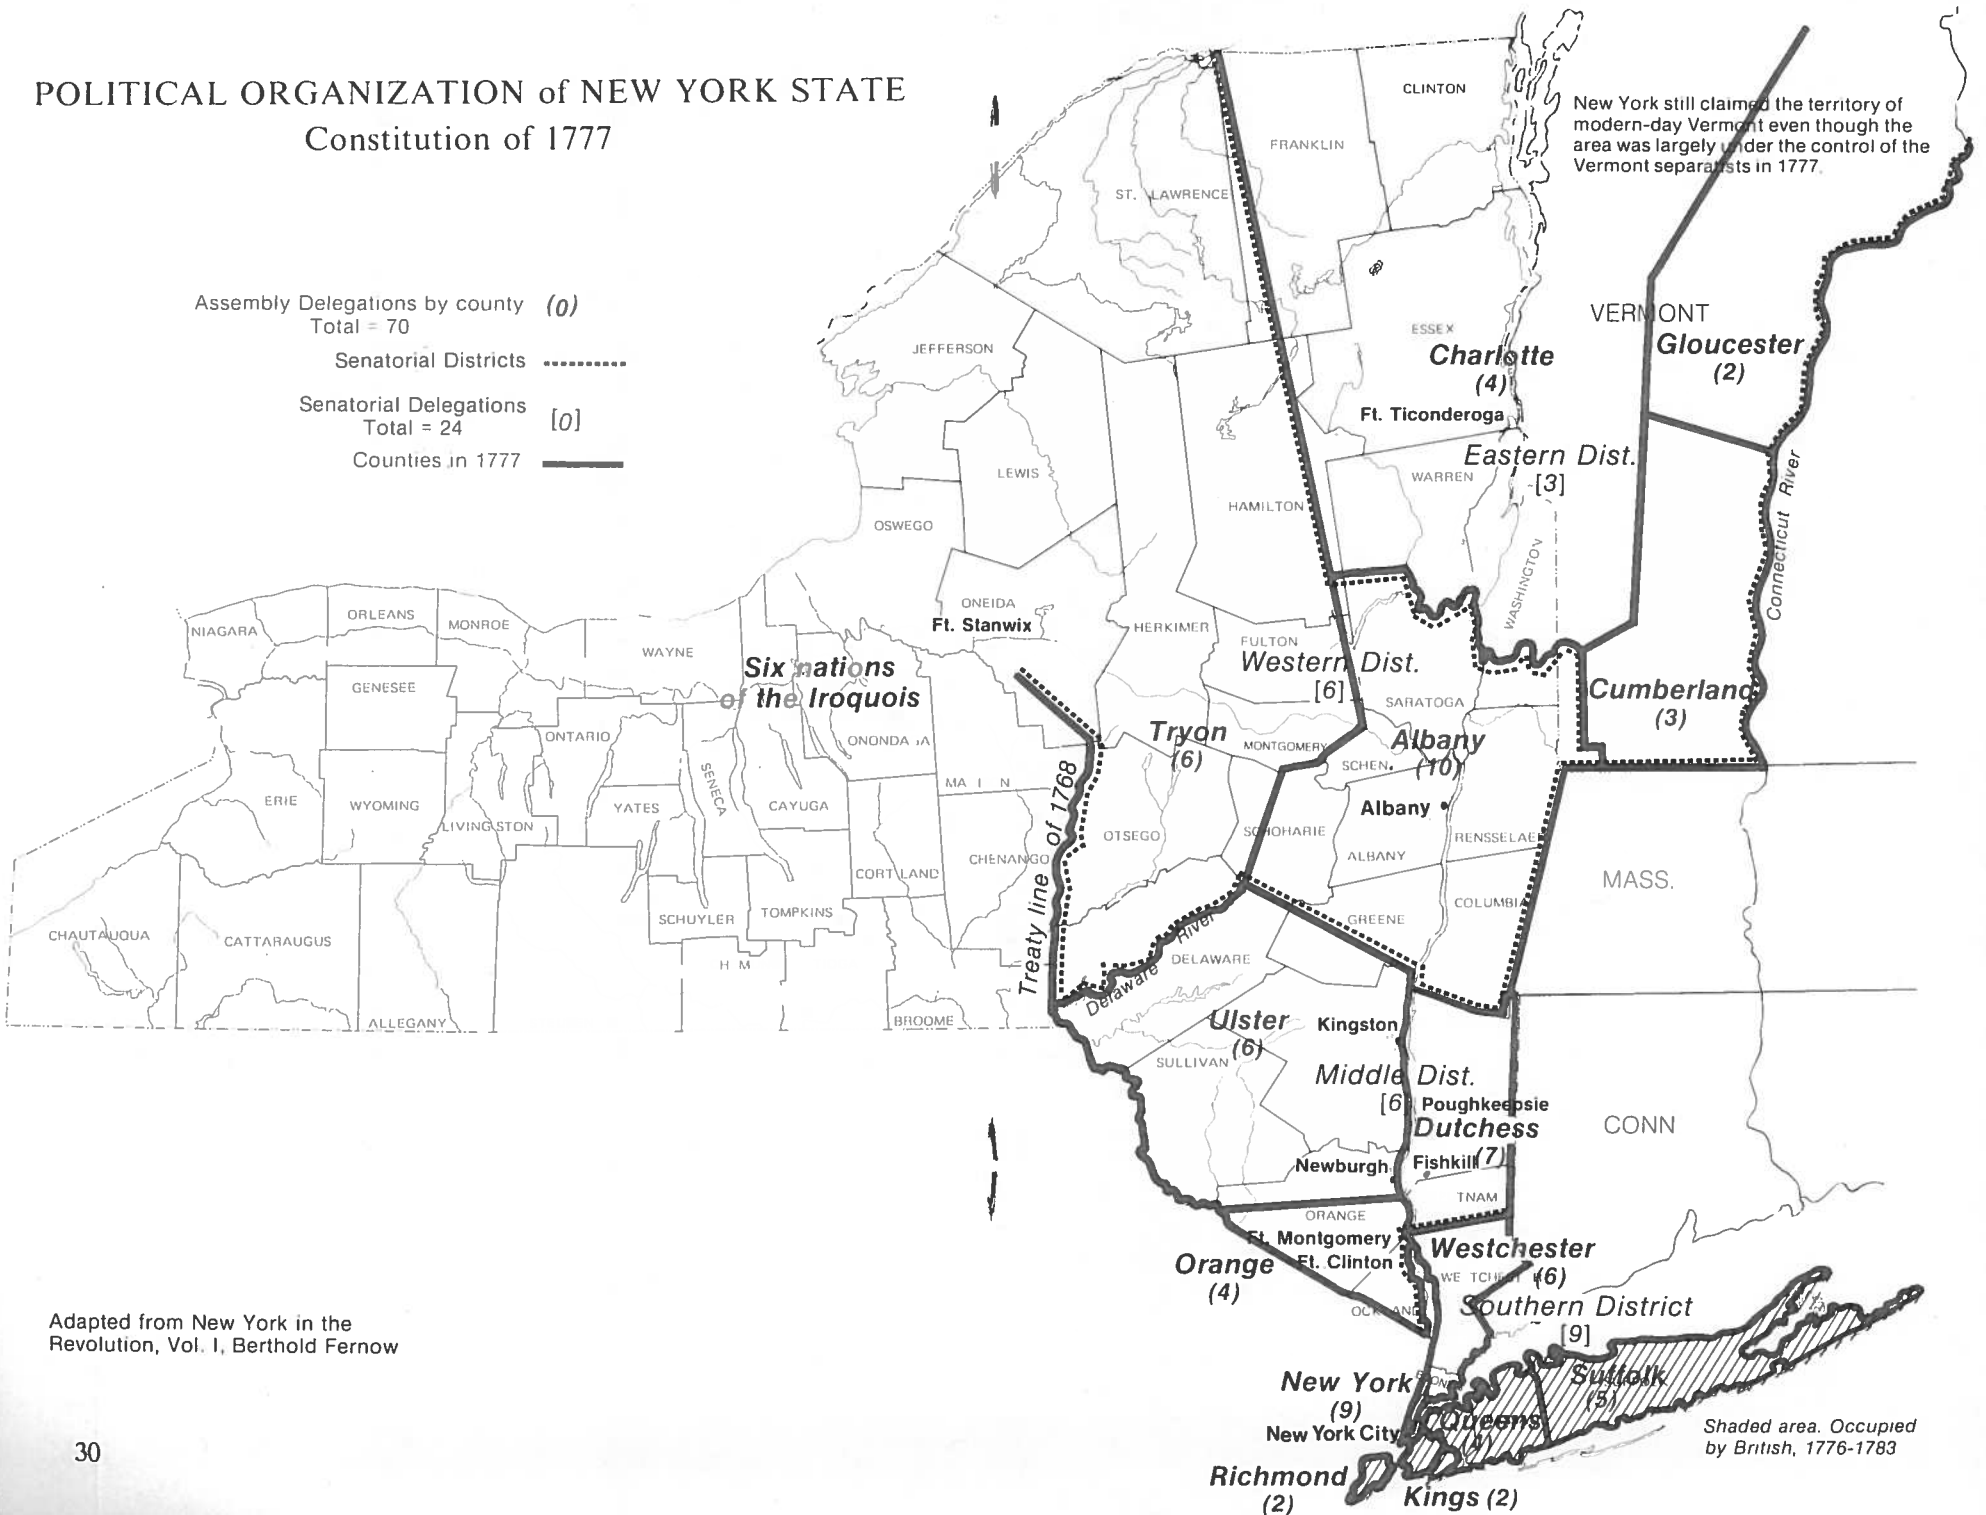 POLITICAL ORGANIZATION of NEW YORK STATE
Constitution of 1777
Assembly Delegations by county (0)
Total = 70
Senatorial Districts
Senatorial Delegations [0]
Total = 24
Counties in 1777
New York still claimed the territory of
modern-day Vermont even though the
area was largely under the control of the
Vermont separatists in 1777.
CLINTON
FRANKLIN
ST. LAWRENCE
VERMONT
Gloucester
(2)
ESSEX
Charlotte
(4)
Ft. Ticonderoga
JEFFERSON
Eastern Dist.
[3]
WARREN
LEWIS
HAMILTON
OSWEGO
Connecticut River
WASHINGTON
ONEIDA
Ft. Stanwix
HERKIMER
FULTON
Western Dist.
[6]
NIAGARA
ORLEANS
MONROE
WAYNE
GENESEE
Six nations
of the Iroquois
SARATOGA
Cumberland
(3)
ONTARIO
ONONDA A
Tryon
(6)
MONTGOMERY
Albany
(10)
SCHEN.
MA I N
ERIE
WYOMING
LIVINGSTON
YATES
SENECA
CAYUGA
OTSEGO
SCHOHARIE
Albany
RENSSELAE
ALBANY
CHENANGO
CORTLAND
Treaty line of 1768
MASS.
COLUMBIA
GREENE
SCHUYLER
TOMPKINS
CHAUTAUQUA
CATTARAUGUS
H M
Delaware River
DELAWARE
ALLEGANY
BROOME
Ulster
(6)
Kingston
SULLIVAN
Middle Dist.
[6]
Poughkeepsie
Dutchess
(7)
CONN
Newburgh
Fishkill
TNAM
ORANGE
Ft. Montgomery
Ft. Clinton
Orange
(4)
Westchester
(6)
WE TCHE
OCKLAND
Southern District
[9]
New York
(9)
New York City
Suffolk
(5)
Queens
Richmond
(2)
Kings (2)
Shaded area. Occupied
by British, 1776-1783
Adapted from New York in the
Revolution, Vol. I, Berthold Fernow
30